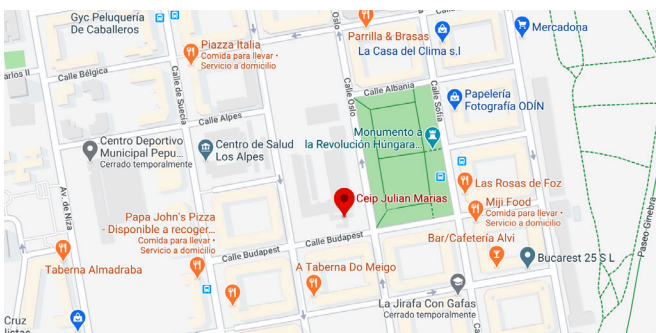 Gyc Peluquería
De Caballeros
Calle Oslo
Parrilla & Brasas
Mercadona
Piazza Italia
Comida para llevar •
Servicio a domicilio
La Casa del Clima s.l
arlos II
Calle Bélgica
Calle de Suecia
Calle Albania
Calle Oslo
Calle Sofía
Papelería
Fotografía ODÍN
Calle Alpes
Centro Deportivo
Municipal Pepu...
Cerrado temporalmente
Centro de Salud
Los Alpes
Monumento a
la Revolución Húngara...
Ceip Julian Marias
Las Rosas de Foz
Miji Food
Comida para llevar •
Servicio a domicilio
Av. de Niza
Papa John's Pizza
- Disponible a recoger...
Comida para llevar •
Servicio a domicilio
Calle Budapest
Calle Budapest
Bar/Cafetería Alvi
Paseo Ginebra
Taberna Almadraba
A Taberna Do Meigo
Bucarest 25 S L
La Jirafa Con Gafas
Cerrado temporalmente
Cruz
listas